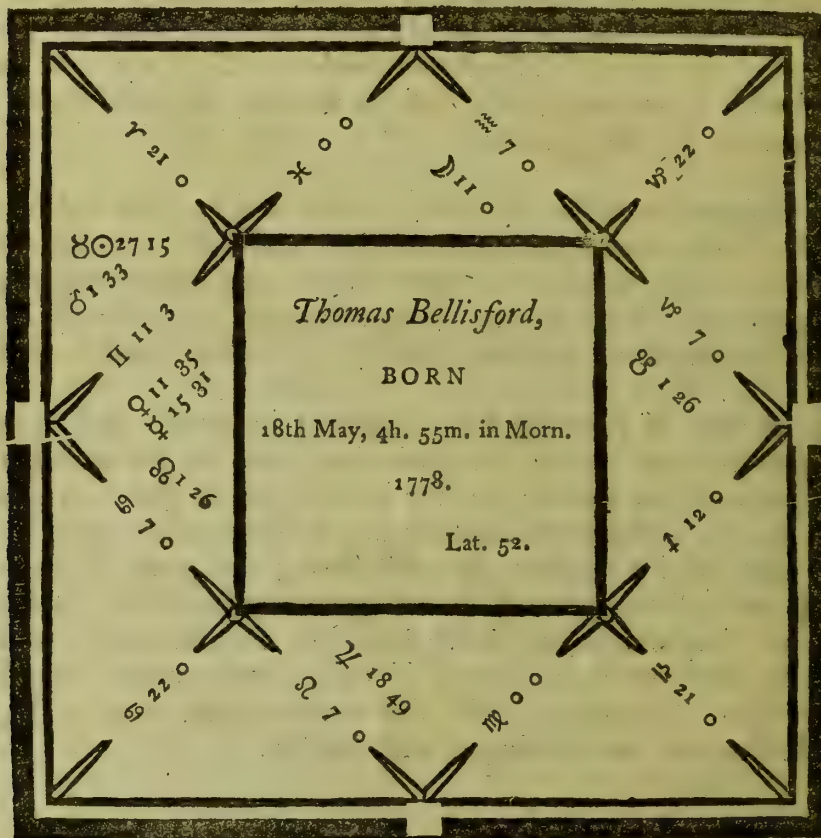 ♈ 21 0
♓ 0 0
♒ 7 0
☽ 11 0
♑ 22 0
♉☉27 15
♂1 33
♊ 11 3
♀ 11 35
☿ 15 31
☊ 1 26
♋ 7 0
♑ 7 0
☋ 1 26
Thomas Bellisford,
BORN
18th May, 4h. 55m. in Morn.
1778.
Lat. 52.
♐ 12 0
♋ 22 0
♃ 18 49
♌ 7 0
♍ 0 0
♎ 21 0